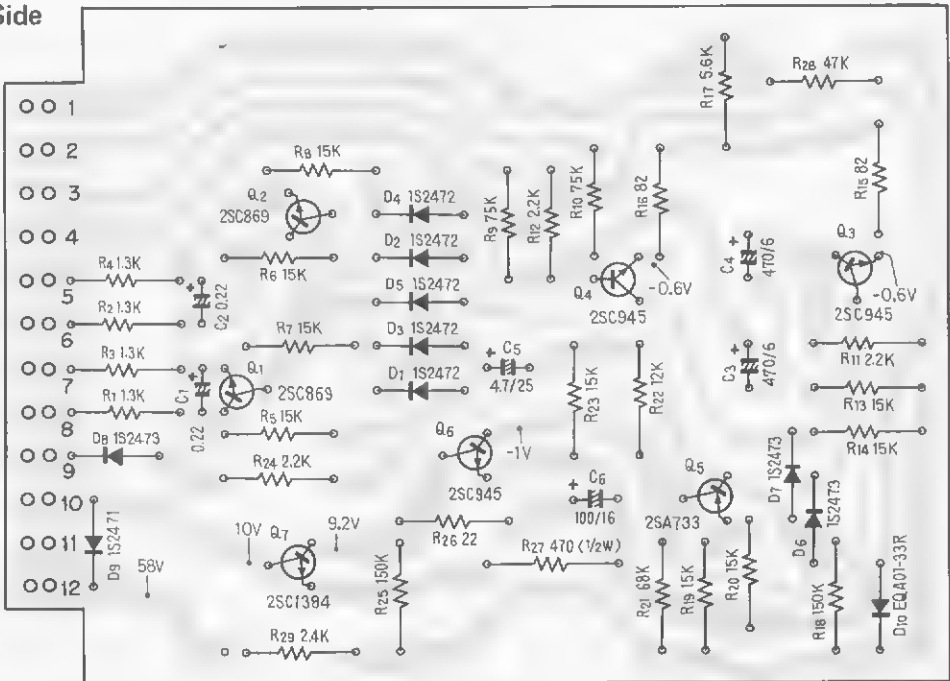 Side
1
2
3
4
5
6
7
8
9
10
11
12
R17 5.6K
R28 47K
R8 15K
R15 82
Q2
2SC869
D4 1S2472
R9 75K
R12 2.2K
R10 75K
R16 82
D2 1S2472
R6 15K
Q3
2SC945
-0.6V
C4
+
470/6
Q4
2SC945
-0.6V
R4 1.3K
+
C2 0.22
D5 1S2472
R2 1.3K
R7 15K
D3 1S2472
+
C5
4.7/25
R23 15K
R22 12K
+
C3
470/6
R11 2.2K
R3 1.3K
+
C1
0.22
Q1
2SC869
D1 1S2472
R13 15K
R1 1.3K
R5 15K
Q6
2SC945
-1V
R14 15K
D8 1S2473
R24 2.2K
+
C6
100/16
Q5
2SA733
D7 1S2473
D6
1S2473
D9 1S2471
R26 22
10V
Q7
9.2V
2SC1384
R27 470 (1/2W)
58V
R25 150K
R21 68K
R19 15K
R20 15K
R18 150K
D10 EQA01-33R
R29 2.4K